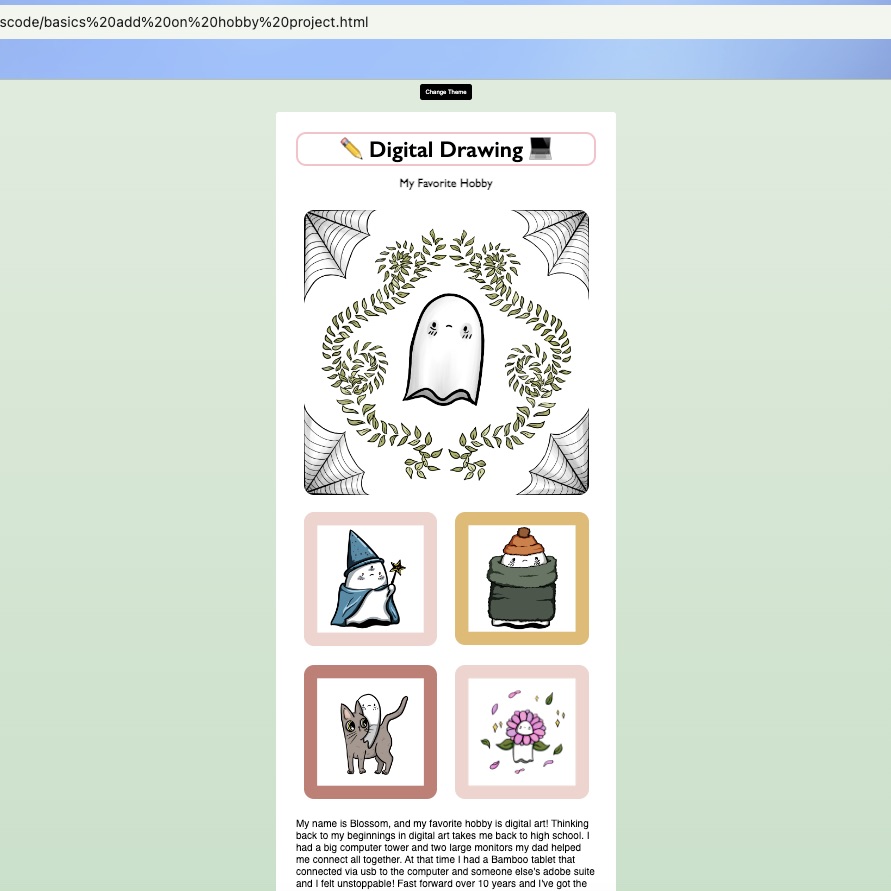 scode/basics%20add%20on%20hobby%20project.html
Change Theme
✏️ Digital Drawing 💻
My Favorite Hobby
My name is Blossom, and my favorite hobby is digital art! Thinking
back to my beginnings in digital art takes me back to high school. I
had a big computer tower and two large monitors my dad helped
me connect all together. At that time I had a Bamboo tablet that
connected via usb to the computer and someone else's adobe suite
and I felt unstoppable! Fast forward over 10 years and I've got the